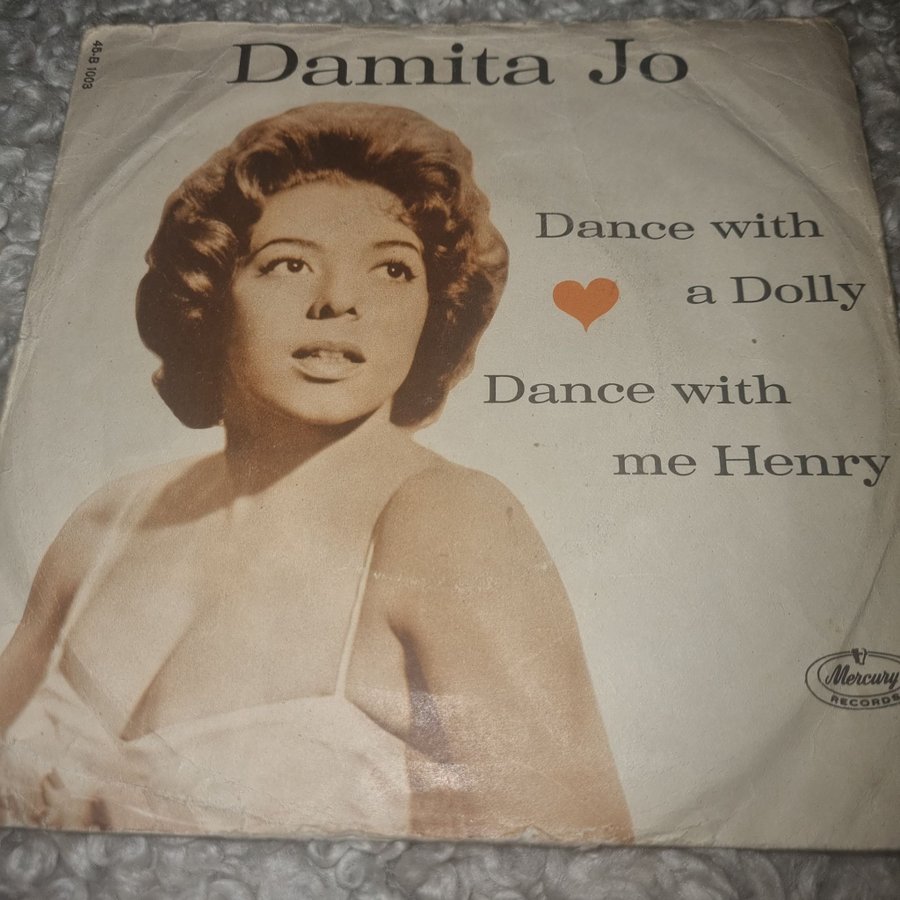 45-B 1003
Damita Jo
Dance with
a Dolly
Dance with
me Henry
Mercury
RECORDS